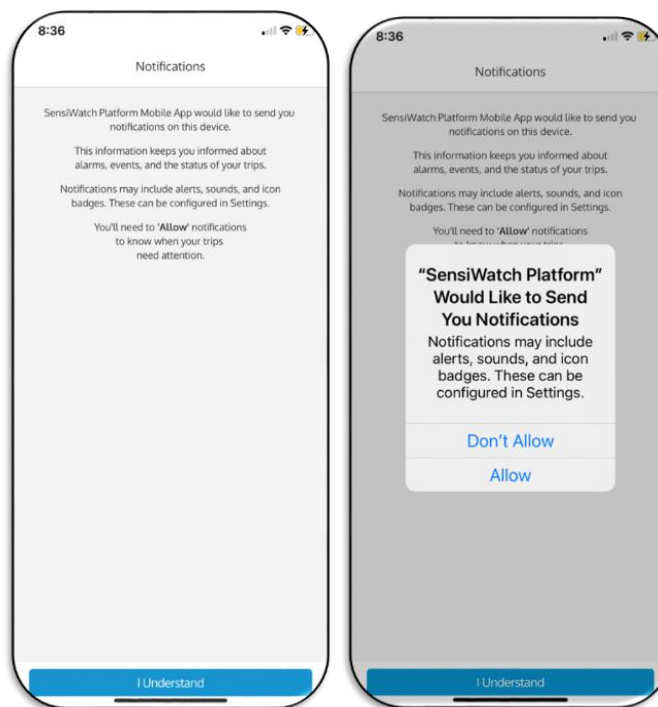 8:36
Notifications
SensiWatch Platform Mobile App would like to send you
notifications on this device.
This information keeps you informed about
alarms, events, and the status of your trips.
Notifications may include alerts, sounds, and icon
badges. These can be configured in Settings.
You'll need to 'Allow' notifications
to know when your trips
need attention.
I Understand
8:36
Notifications
SensiWatch Platform Mobile App would like to send you
notifications on this device.
This information keeps you informed about
alarms, events, and the status of your trips.
Notifications may include alerts, sounds, and icon
badges. These can be configured in Settings.
You'll need to 'Allow' notifications
to know when your trips
“SensiWatch Platform”
Would Like to Send
You Notifications
Notifications may include
alerts, sounds, and icon
badges. These can be
configured in Settings.
Don’t Allow
Allow
I Understand